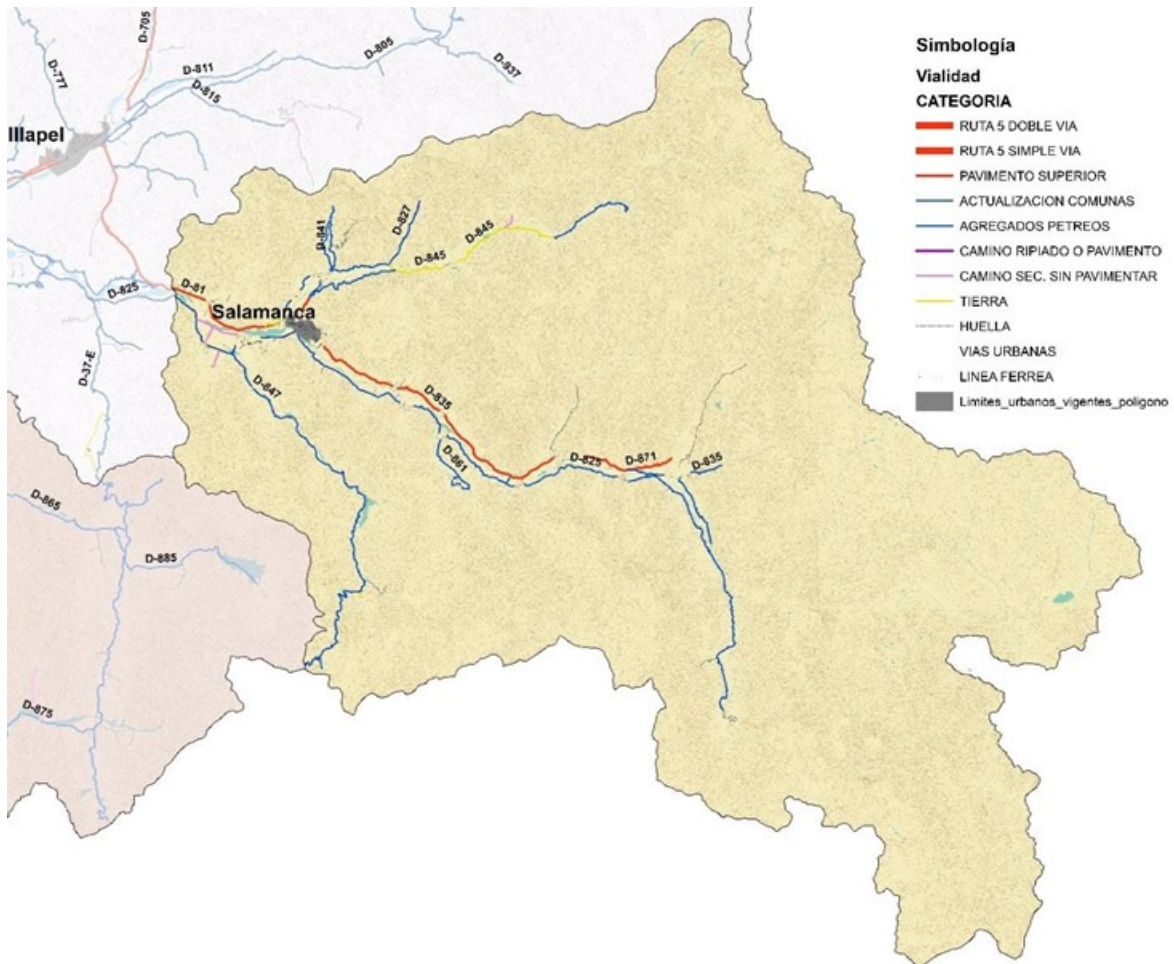 D-705
D-777
D-811
D-805
D-937
D-815
Illapel
D-841
D-827
D-845
D-845
D-825
D-81
Salamanca
D-37-E
D-847
D-835
D-861
D-825
D-871
D-835
D-865
D-885
D-875
Simbología
Vialidad
CATEGORIA
RUTA 5 DOBLE VIA
RUTA 5 SIMPLE VIA
PAVIMENTO SUPERIOR
ACTUALIZACION COMUNAS
AGREGADOS PETREOS
CAMINO RIPIADO O PAVIMENTO
CAMINO SEC. SIN PAVIMENTAR
TIERRA
HUELLA
VIAS URBANAS
LINEA FERREA
Limites_urbanos_vigentes_poligono